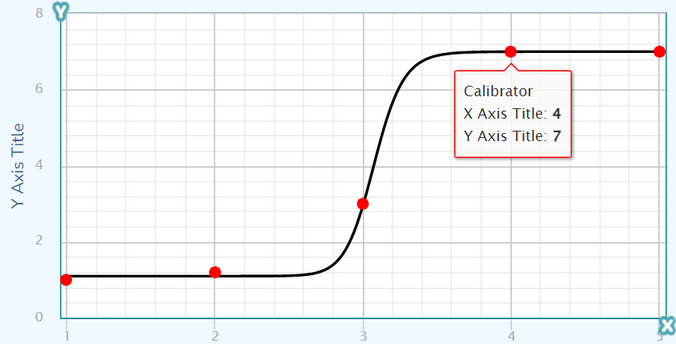 Y
8
6
4
2
0
Y Axis Title
Calibrator
X Axis Title: 4
Y Axis Title: 7
1 2 3 4 5
X